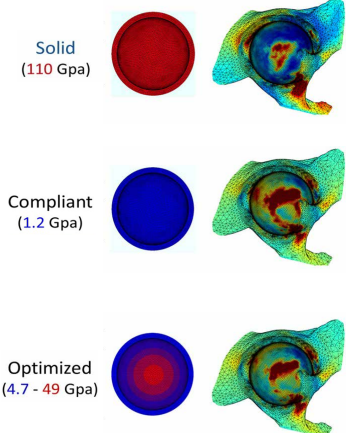 Solid
(110 Gpa)
Compliant
(1.2 Gpa)
Optimized
(4.7 - 49 Gpa)